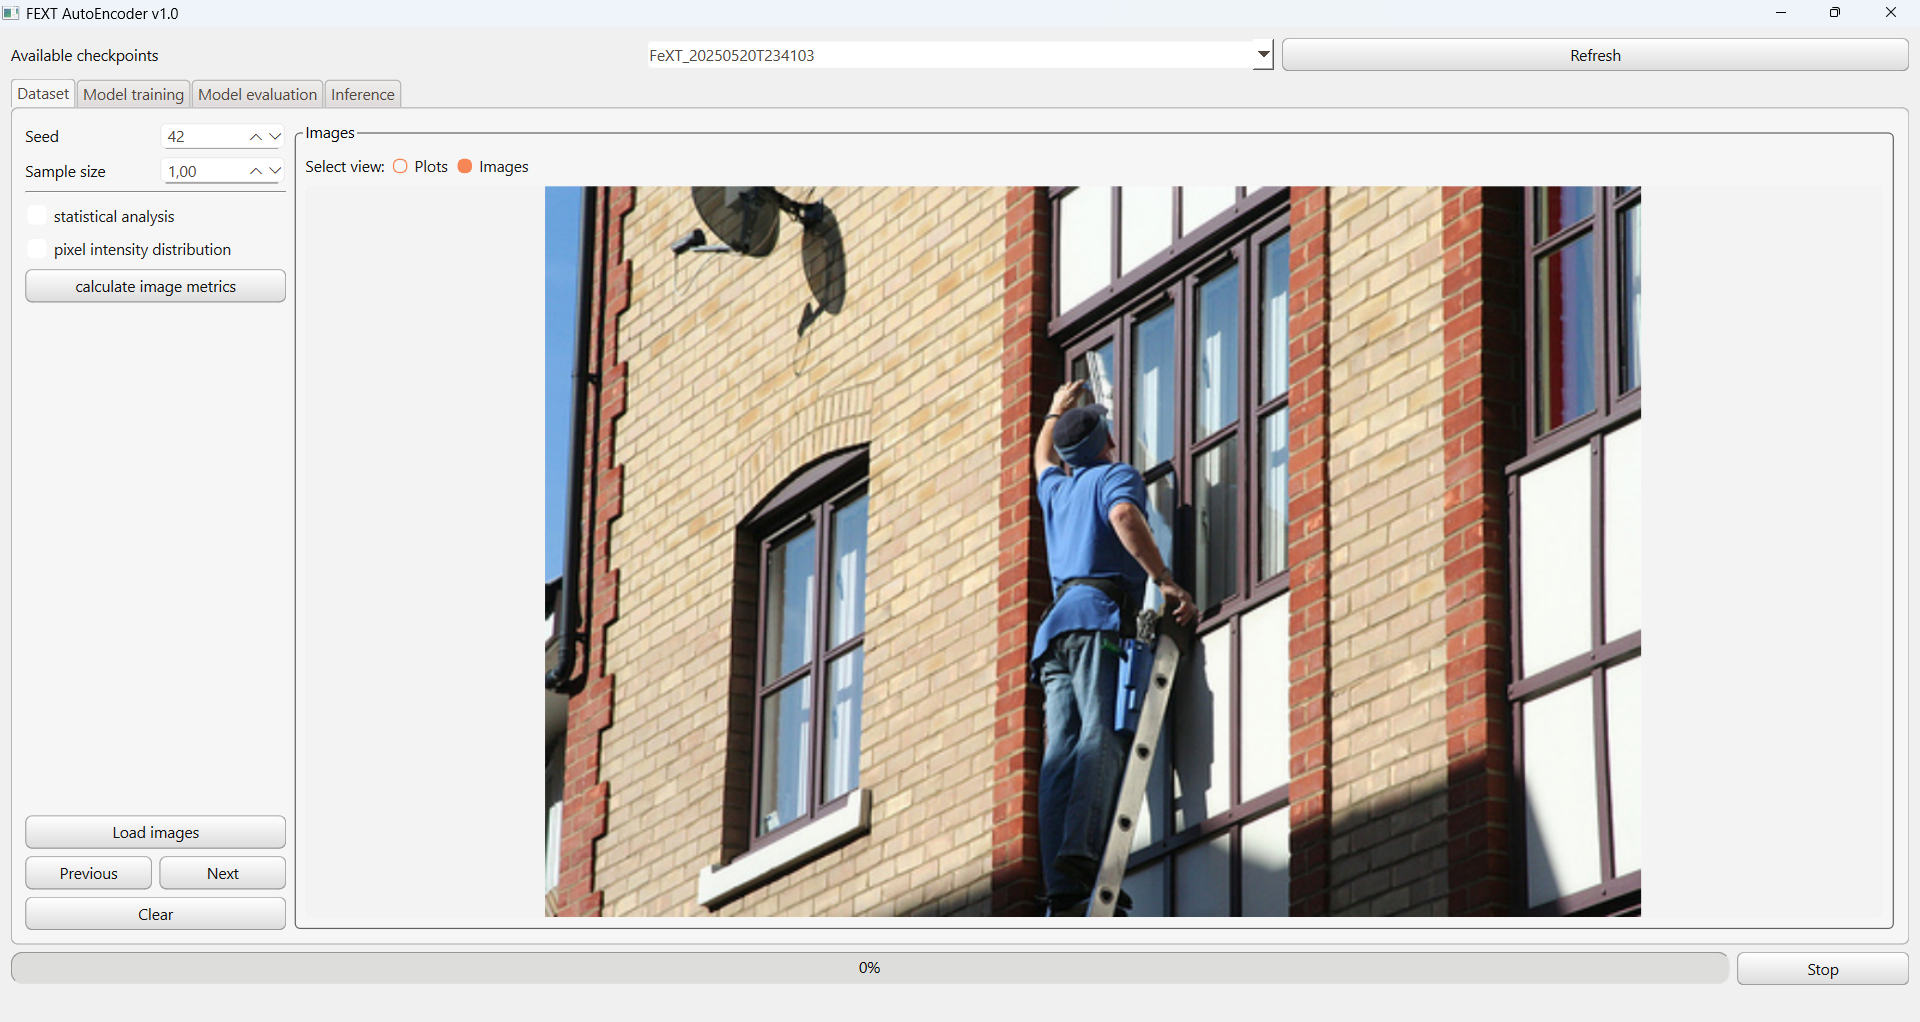 FEXT AutoEncoder v1.0
Available checkpoints
FeXT_20250520T234103
Refresh
Dataset
Model training
Model evaluation
Inference
Seed
42
Sample size
1,00
statistical analysis
pixel intensity distribution
calculate image metrics
Images
Select view:
Plots
Images
Load images
Previous
Next
Clear
0%
Stop